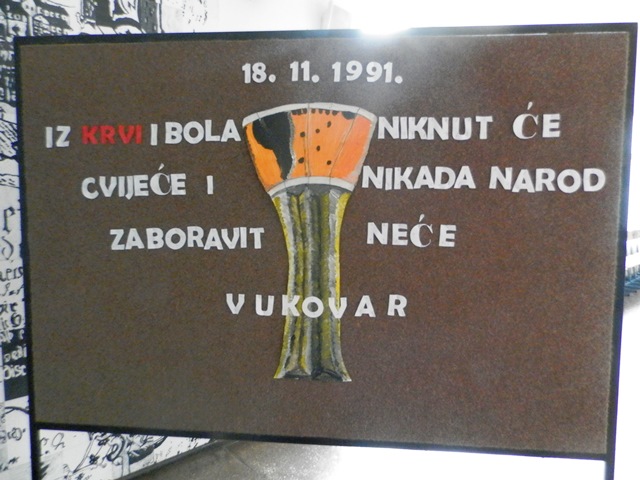 18. 11. 1991.
IZ KRVI I BOLA NIKNUT ĆE
CVIJEĆE I NIKADA NAROD
ZABORAVIT NEĆE
VUKOVAR